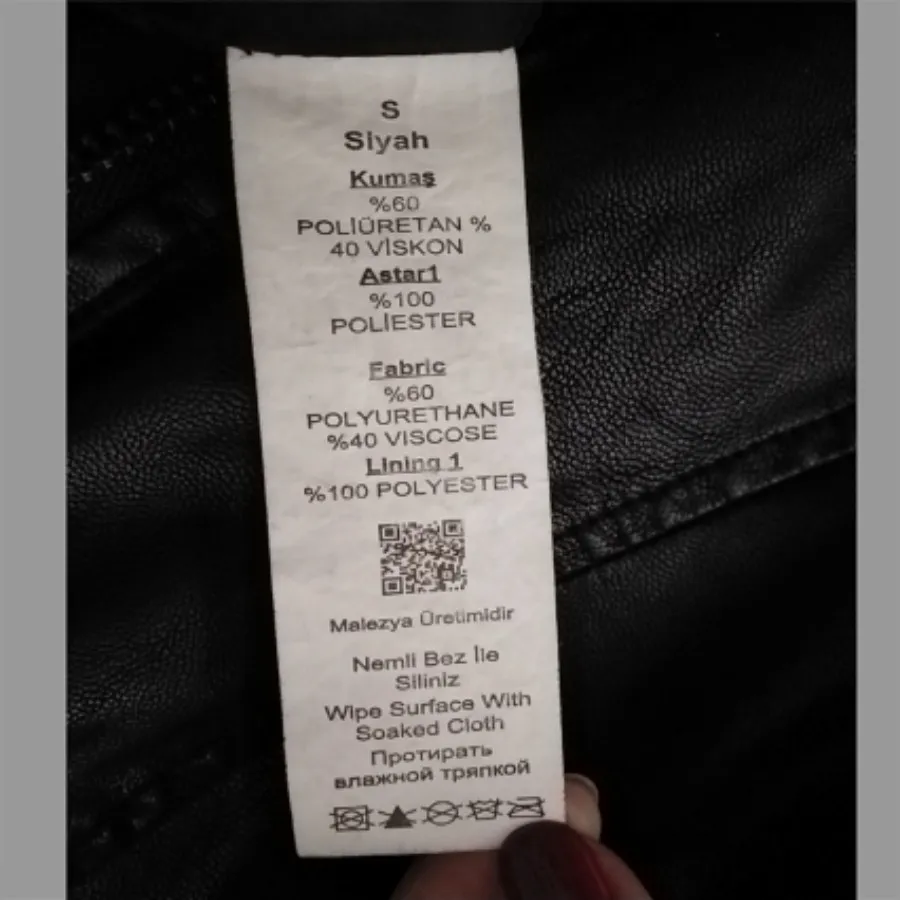 S
Siyah
Kumaş
%60
POLİÜRETAN %
40 VİSKON
Astar1
%100
POLİESTER
Fabric
%60
POLYURETHANE
%40 VISCOSE
Lining 1
%100 POLYESTER
Malezya Üretimidir
Nemli Bez İle
Siliniz
Wipe Surface With
Soaked Cloth
Протирать
влажной тряпкой